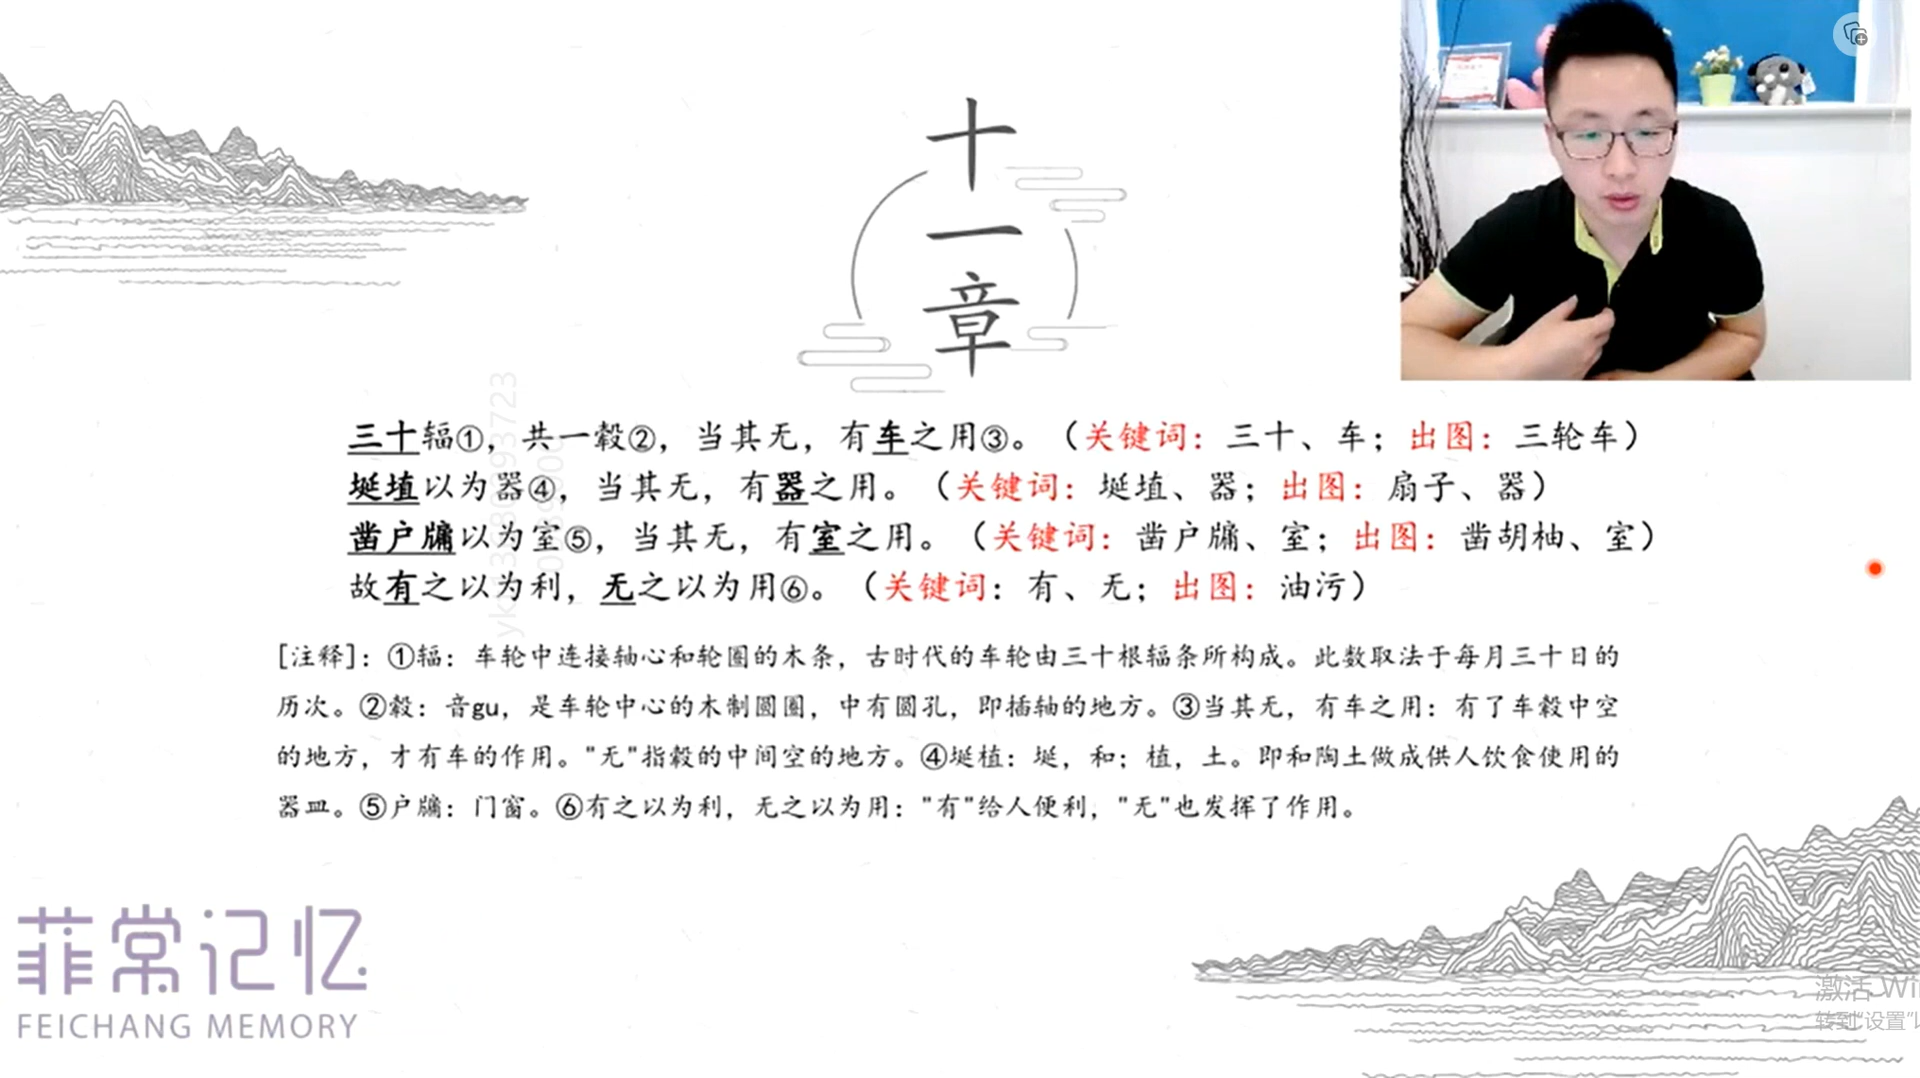 十一章
三十辐①，共一毂②，当其无，有车之用③。（关键词：三十、车；出图：三轮车）
埏埴以为器④，当其无，有器之用。（关键词：埏埴、器；出图：扇子、器）
凿户牖以为室⑤，当其无，有室之用。（关键词：凿户牖、室；出图：凿胡柚、室）
故有之以为利，无之以为用⑥。（关键词：有、无；出图：油污）
[注释]：①辐：车轮中连接轴心和轮圈的木条，古时代的车轮由三十根辐条所构成。此数取法于每月三十日的
历次。②毂：音gu，是车轮中心的木制圆圈，中有圆孔，即插轴的地方。③当其无，有车之用：有了车毂中空
的地方，才有车的作用。"无"指毂的中间空的地方。④埏植：埏，和；植，土。即和陶土做成供人饮食使用的
器皿。⑤户牖：门窗。⑥有之以为利，无之以为用："有"给人便利，"无"也发挥了作用。
菲常记忆
FEICHANG MEMORY
激活 Wi
转到"设置"以